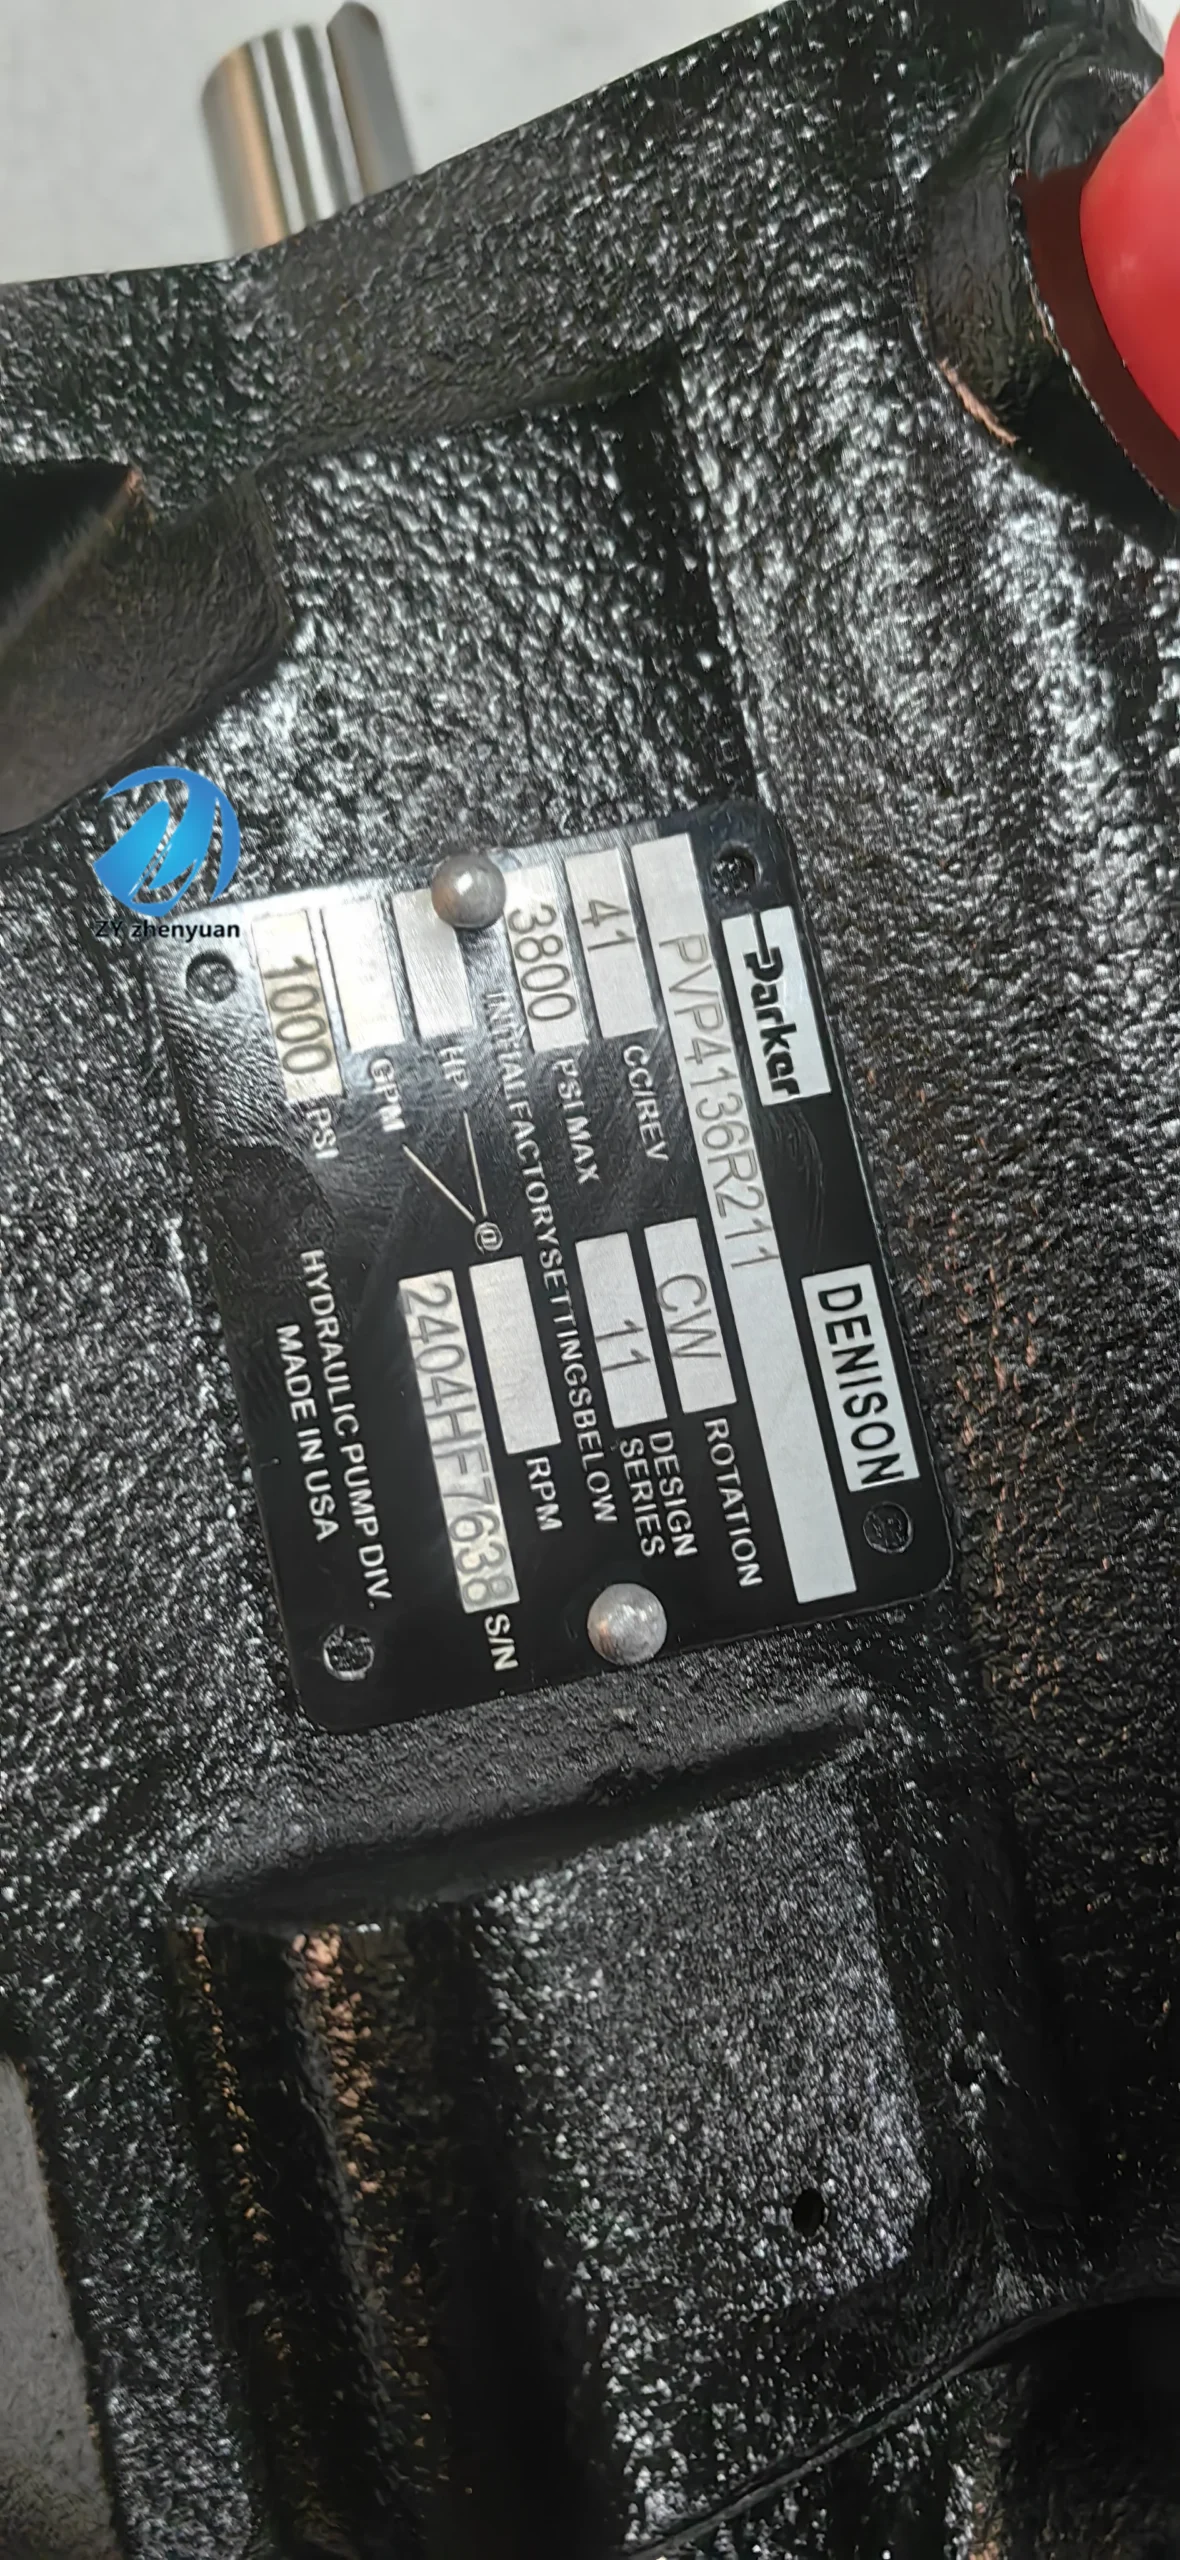 Parker DENISON
PVP4136R211
41 CC/REV CW ROTATION
3800 PSI MAX 11 DESIGN SERIES
INITIAL FACTORY SETTINGS BELOW
HP @ RPM
GPM 2404HF7638 S/N
1000 PSI HYDRAULIC PUMP DIV.
MADE IN USA
ZY zhenyuan